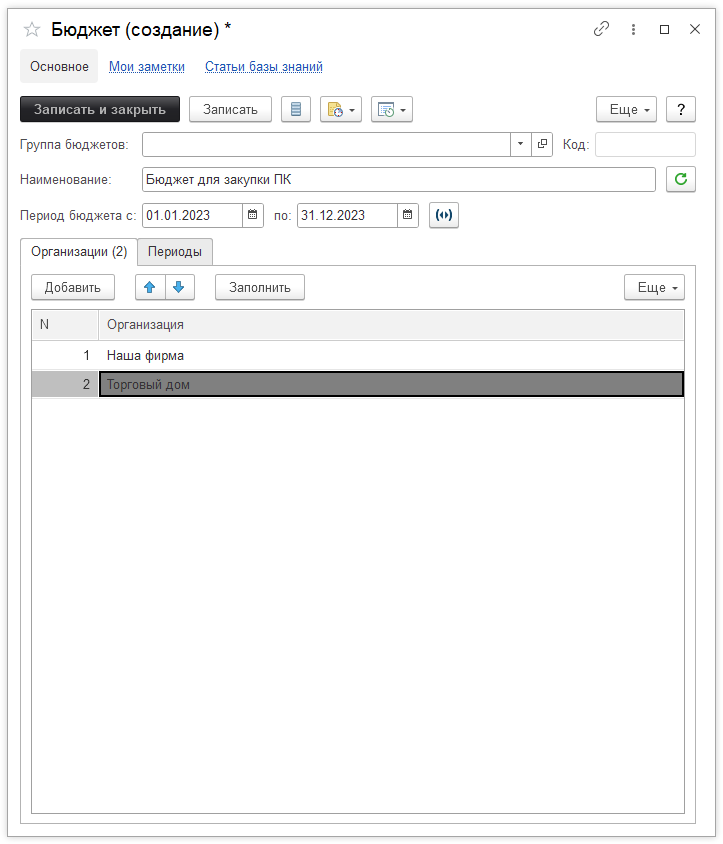 Бюджет (создание) *
Основное Мои заметки Статьи базы знаний
Записать и закрыть Записать Еще ?
Группа бюджетов: Код:
Наименование: Бюджет для закупки ПК
Период бюджета с: 01.01.2023 по: 31.12.2023
Организации (2) Периоды
Добавить Заполнить Еще
N Организация
1 Наша фирма
2 Торговый дом